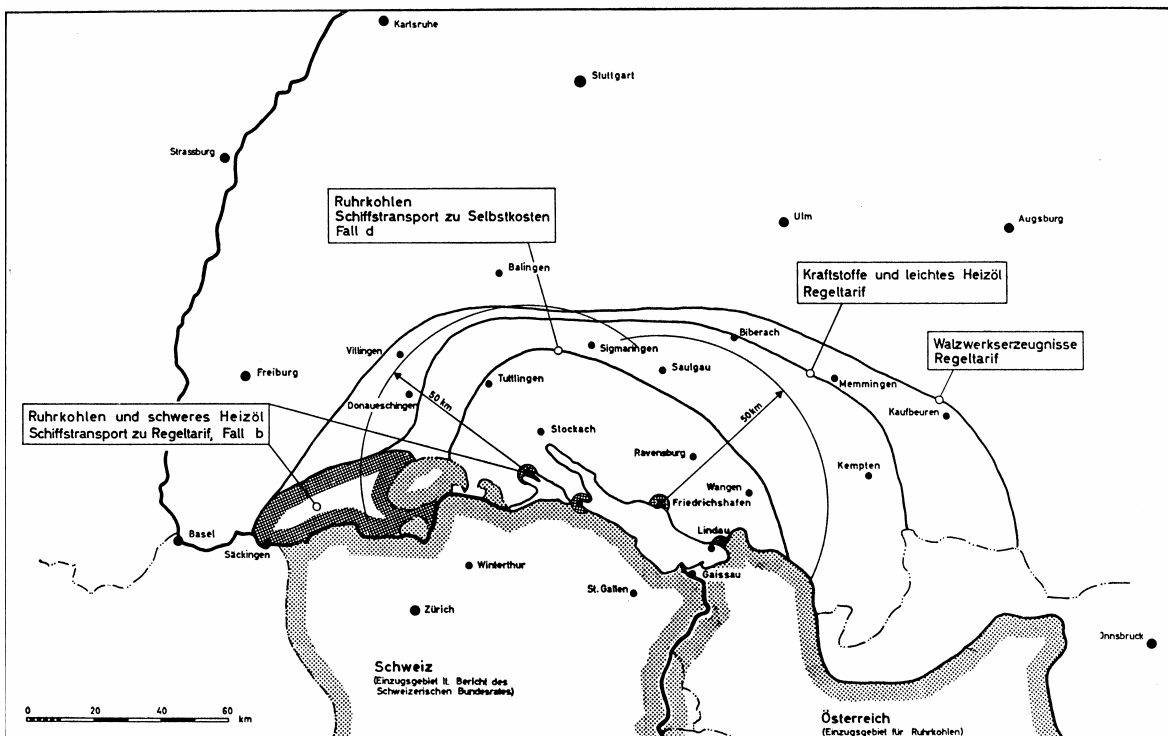 Karlsruhe
Stuttgart
Strassburg
Ruhrkohlen
Schiffstransport zu Selbstkosten
Fall d
Ulm
Augsburg
Balingen
Kraftstoffe und leichtes Heizöl
Regeltarif
Biberach
Walzwerkserzeugnisse
Regeltarif
Villingen
Sigmaringen
Saulgau
Freiburg
Tuttlingen
Memmingen
Donaueschingen
50 km
50 km
Kaufbeuren
Ruhrkohlen und schweres Heizöl
Schiffstransport zu Regeltarif, Fall b
Stockach
Ravensburg
Kempten
Wangen
Friedrichshafen
Basel
Säckingen
Lindau
Winterthur
Gaissau
St. Gallen
Zürich
Innsbruck
Schweiz
(Einzugsgebiet lt. Bericht des
Schweizerischen Bundesrates)
0 20 40 60 km
Österreich
(Einzugsgebiet für Ruhrkohlen)